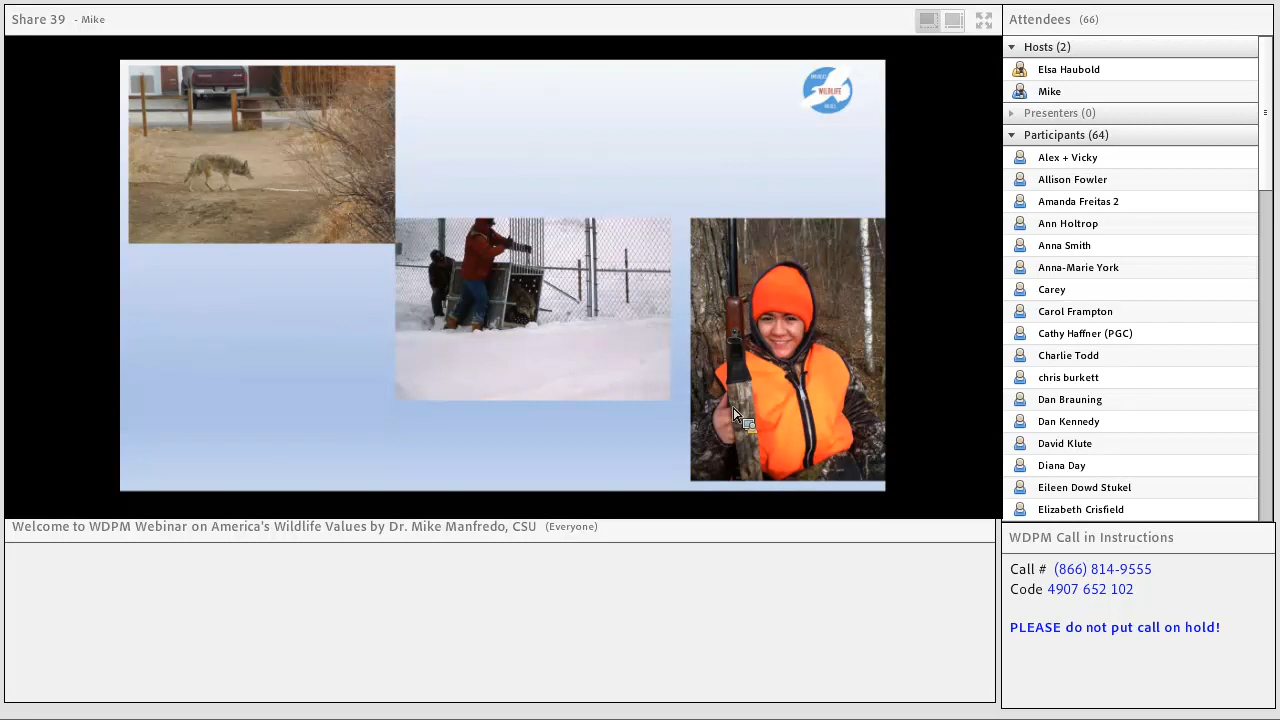 Share 39 - Mike
AMERICA'S
WILDLIFE
VALUES
Welcome to WDPM Webinar on America's Wildlife Values by Dr. Mike Manfredo, CSU (Everyone)
Attendees (66)
Hosts (2)
Elsa Haubold
Mike
Presenters (0)
Participants (64)
Alex + Vicky
Allison Fowler
Amanda Freitas 2
Ann Holtrop
Anna Smith
Anna-Marie York
Carey
Carol Frampton
Cathy Haffner (PGC)
Charlie Todd
chris burkett
Dan Brauning
Dan Kennedy
David Klute
Diana Day
Eileen Dowd Stukel
Elizabeth Crisfield
WDPM Call in Instructions
Call # (866) 814-9555
Code 4907 652 102
PLEASE do not put call on hold!